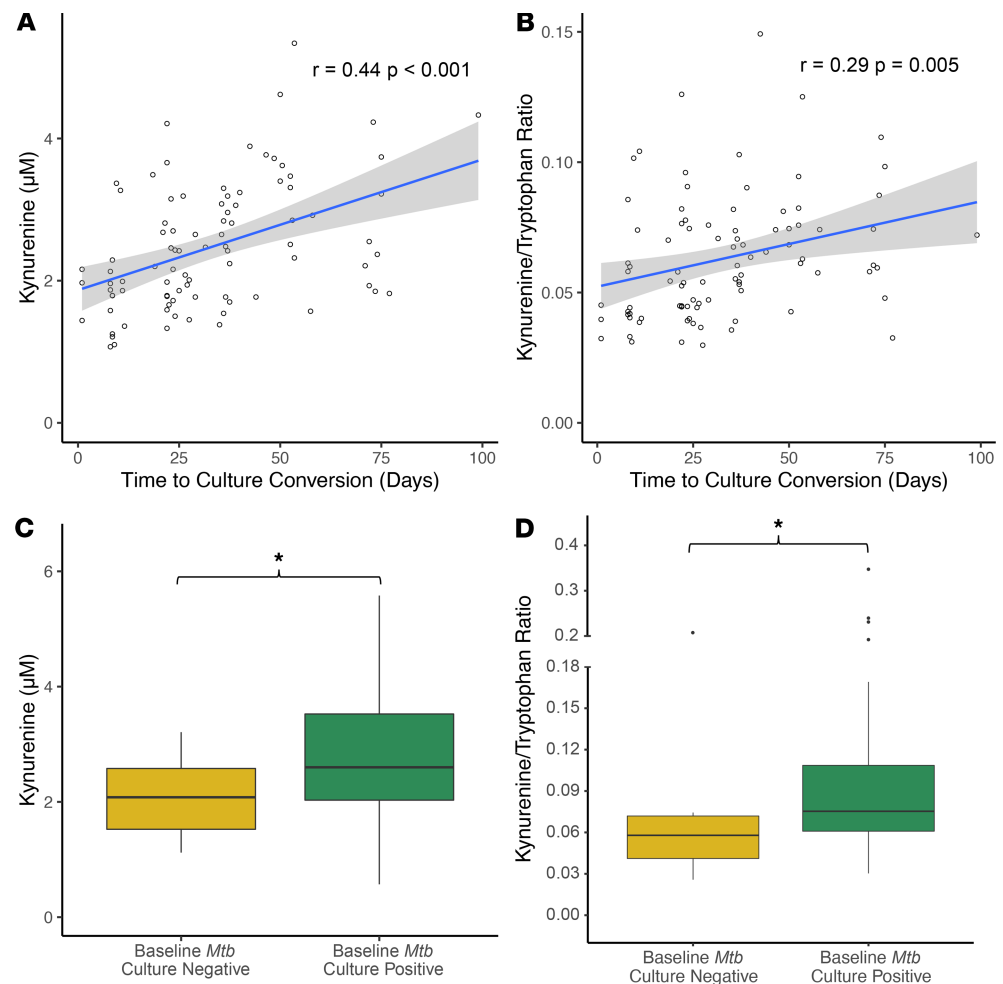 A
r = 0.44 p < 0.001
Kynurenine (µM)
4
2
0
0 25 50 75 100
Time to Culture Conversion (Days)
B
r = 0.29 p = 0.005
Kynurenine/Tryptophan Ratio
0.15
0.10
0.05
0.00
0 25 50 75 100
Time to Culture Conversion (Days)
C
*
Kynurenine (µM)
6
4
2
0
Baseline Mtb
Culture Negative
Baseline Mtb
Culture Positive
D
*
Kynurenine/Tryptophan Ratio
0.4
0.3
0.2
0.18
0.15
0.12
0.09
0.06
0.03
0.00
Baseline Mtb
Culture Negative
Baseline Mtb
Culture Positive